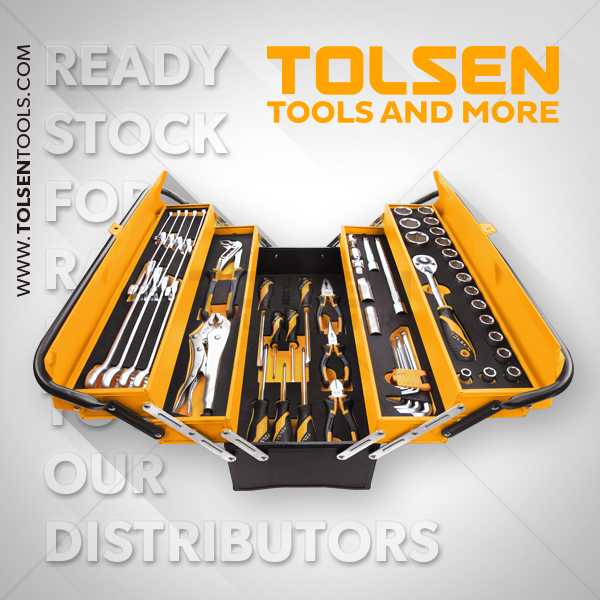 READY
STOCK
FOR
OUR
DISTRIBUTORS
TOLSEN
TOOLS AND MORE
WWW.TOLSENTOOLS.COM